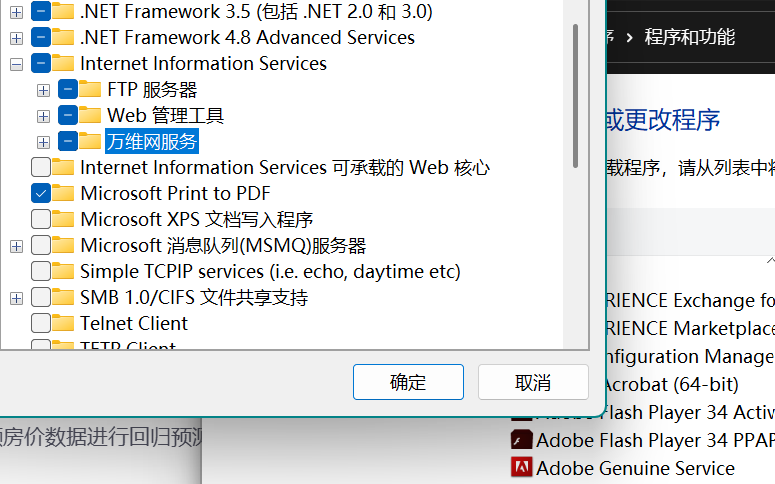 .NET Framework 3.5 (包括 .NET 2.0 和 3.0)
.NET Framework 4.8 Advanced Services
Internet Information Services
FTP 服务器
Web 管理工具
万维网服务
Internet Information Services 可承载的 Web 核心
Microsoft Print to PDF
Microsoft XPS 文档写入程序
Microsoft 消息队列(MSMQ)服务器
Simple TCPIP services (i.e. echo, daytime etc)
SMB 1.0/CIFS 文件共享支持
Telnet Client
TFTP Client
确定
取消
› 程序和功能
或更改程序
载程序，请从列表中将
RIENCE Exchange fo
RIENCE Marketplace
nfiguration Manage
Acrobat (64-bit)
Adobe Flash Player 34 Activ
Adobe Flash Player 34 PPAP
Adobe Genuine Service
房价数据进行回归预测